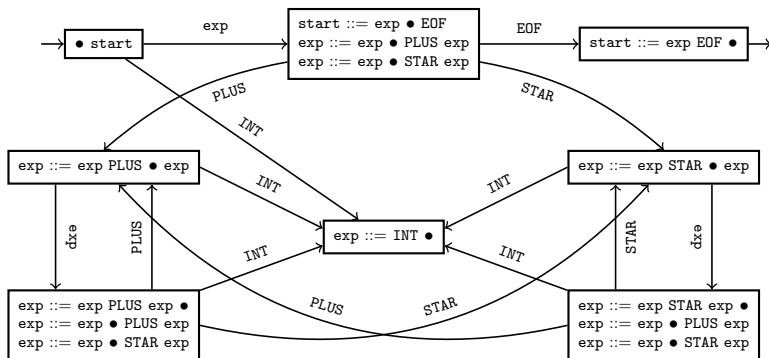 exp
start ::= exp ● EOF
exp ::= exp ● PLUS exp
exp ::= exp ● STAR exp
● start
EOF
start ::= exp EOF ●
PLUS
INT
STAR
exp ::= exp PLUS ● exp
exp ::= exp STAR ● exp
INT
INT
exp
PLUS
exp ::= INT ●
STAR
exp
INT
INT
exp ::= exp PLUS exp ●
exp ::= exp ● PLUS exp
exp ::= exp ● STAR exp
PLUS
STAR
exp ::= exp STAR exp ●
exp ::= exp ● PLUS exp
exp ::= exp ● STAR exp